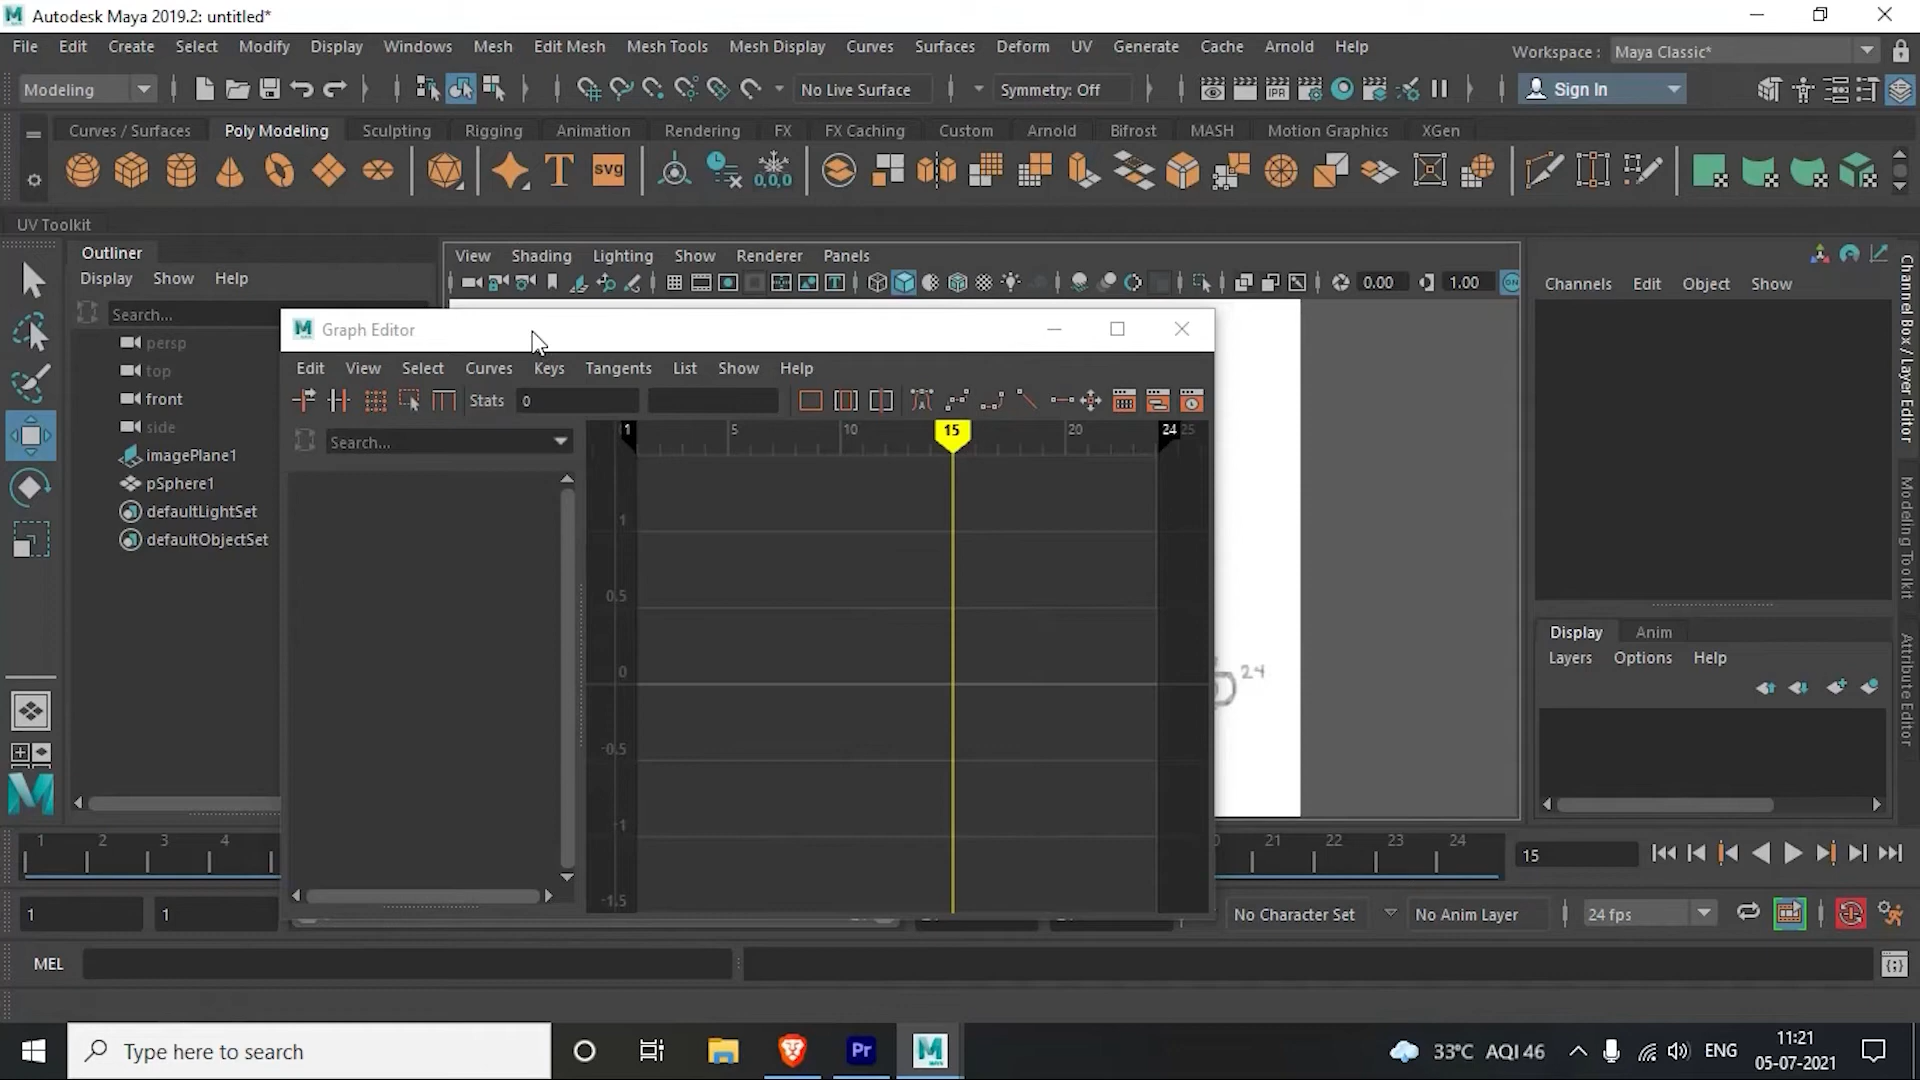 Autodesk Maya 2019.2: untitled*
File Edit Create Select Modify Display Windows Mesh Edit Mesh Mesh Tools Mesh Display Curves Surfaces Deform UV Generate Cache Arnold Help Workspace : Maya Classic*
Modeling No Live Surface Symmetry: Off IPR Sign In
Curves / Surfaces Poly Modeling Sculpting Rigging Animation Rendering FX FX Caching Custom Arnold Bifrost MASH Motion Graphics XGen
T svg 0,0,0
UV Toolkit
Outliner
Display Show Help
Search...
persp
top
front
side
imagePlane1
pSphere1
defaultLightSet
defaultObjectSet
View Shading Lighting Show Renderer Panels
0.00 1.00 ON
Graph Editor
Edit View Select Curves Keys Tangents List Show Help
Stats 0
Search...
1 5 10 15 20 24 25
1
0.5
0
-0.5
-1
-1.5
24
Channels Edit Object Show
Display Anim
Layers Options Help
Channel Box / Layer Editor
Modeling Toolkit
Attribute Editor
1 2 3 4 21 22 23 24 15
1 1 No Character Set No Anim Layer 24 fps
MEL
Type here to search Pr M 33°C AQI 46 ENG 11:21
05-07-2021